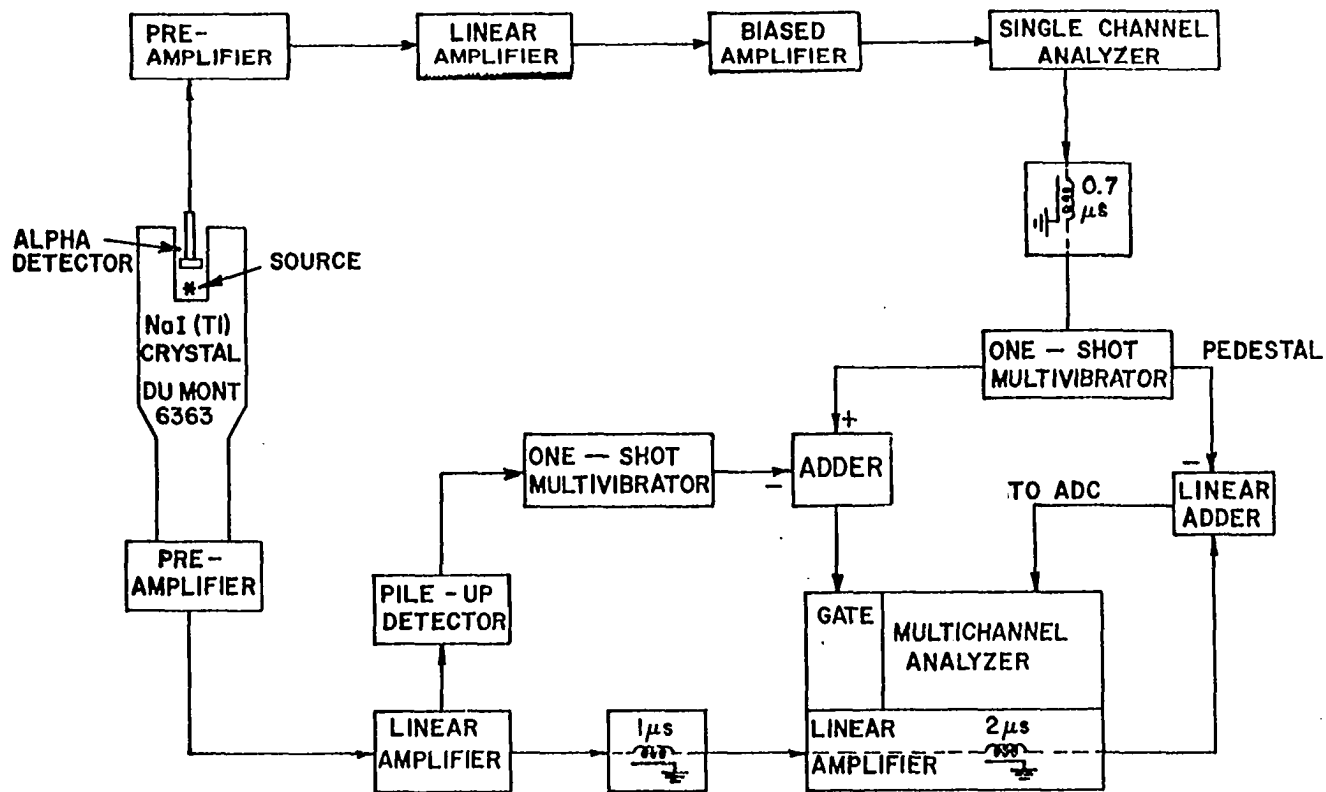 PRE-
AMPLIFIER
LINEAR
AMPLIFIER
BIASED
AMPLIFIER
SINGLE CHANNEL
ANALYZER
0.7
μs
ALPHA
DETECTOR
SOURCE
*
NaI (Tl)
CRYSTAL
DU MONT
6363
ONE - SHOT
MULTIVIBRATOR
PEDESTAL
+
ONE - SHOT
MULTIVIBRATOR
-
ADDER
-
LINEAR
ADDER
TO ADC
PRE-
AMPLIFIER
PILE - UP
DETECTOR
GATE
MULTICHANNEL
ANALYZER
LINEAR
AMPLIFIER
1μs
LINEAR
AMPLIFIER
2μs